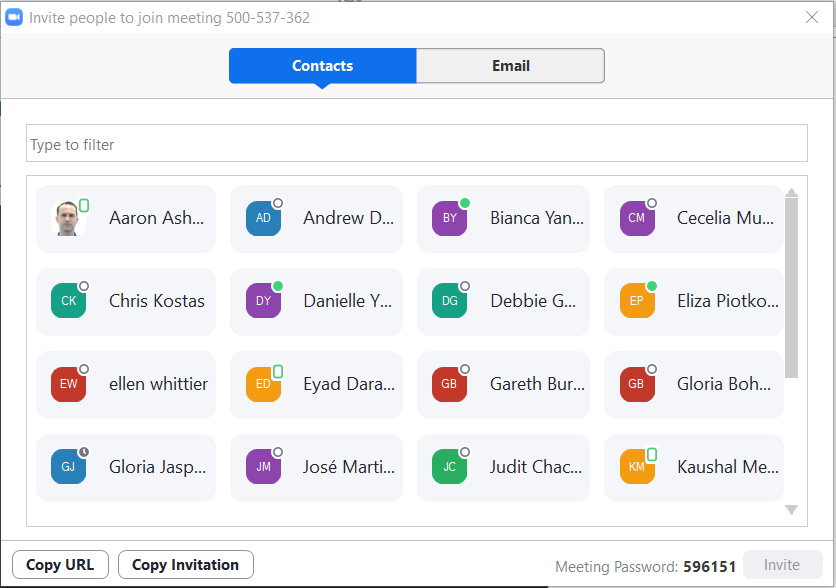 Invite people to join meeting 500-537-362
Contacts
Email
Type to filter
Aaron Ash...
AD Andrew D...
BY Bianca Yan...
CM Cecelia Mu...
CK Chris Kostas
DY Danielle Y...
DG Debbie G...
EP Eliza Piotko...
EW ellen whittier
ED Eyad Dara...
GB Gareth Bur...
GB Gloria Boh...
GJ Gloria Jasp...
JM José Marti...
JC Judit Chac...
KM Kaushal Me...
Copy URL
Copy Invitation
Meeting Password: 596151
Invite